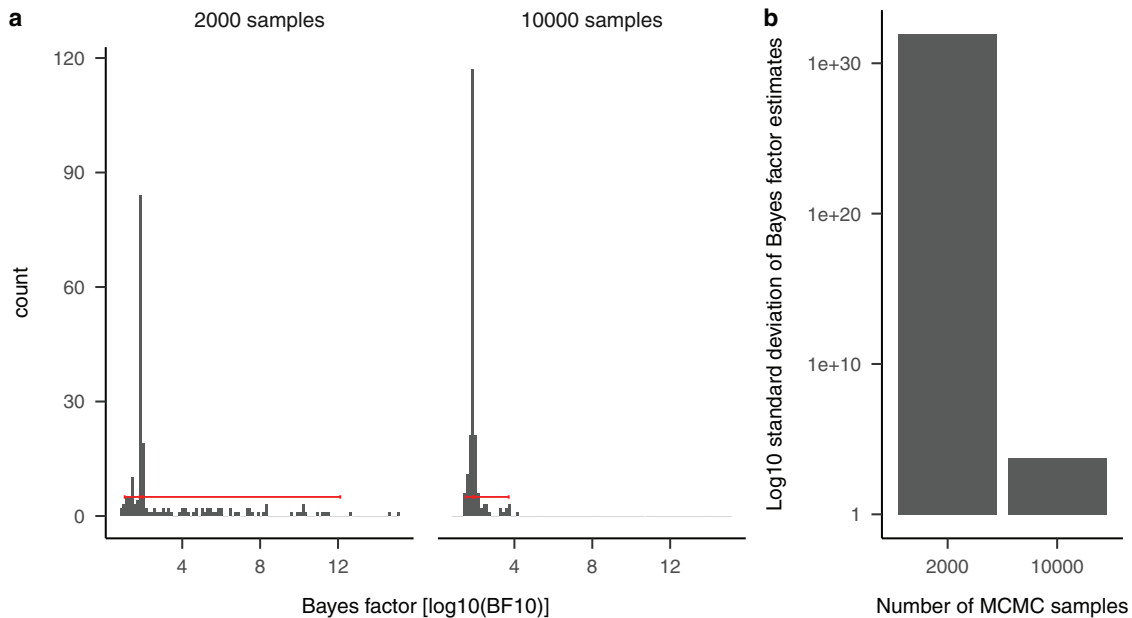 a
2000 samples
10000 samples
120
90
60
30
0
count
4
8
12
4
8
12
Bayes factor [log10(BF10)]
b
Log10 standard deviation of Bayes factor estimates
1e+30
1e+20
1e+10
1
2000
10000
Number of MCMC samples